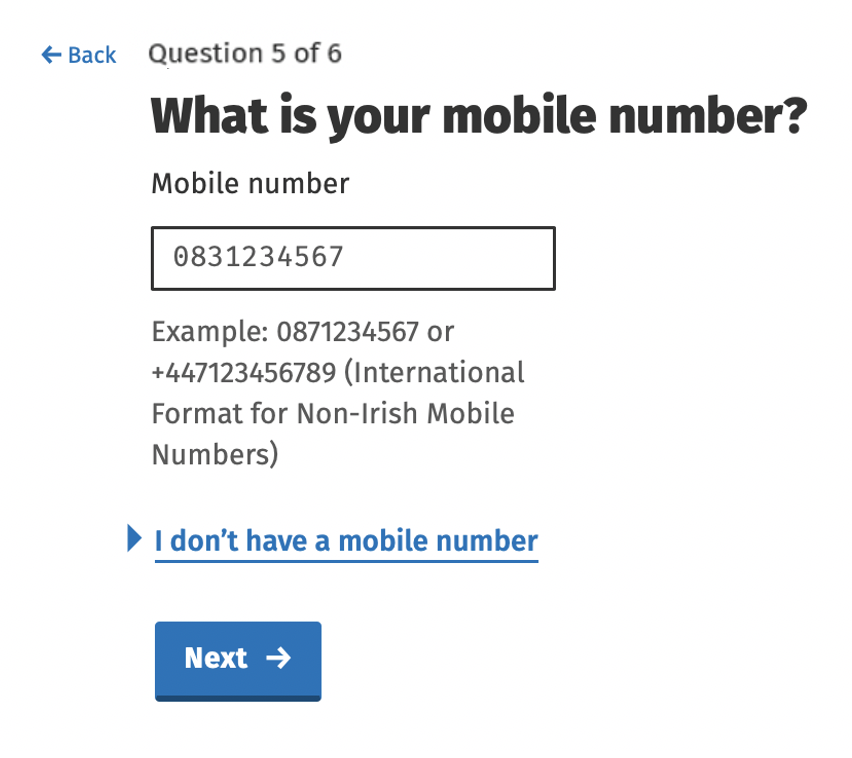 ← Back Question 5 of 6
What is your mobile number?
Mobile number
0831234567
Example: 0871234567 or
+447123456789 (International
Format for Non-Irish Mobile
Numbers)
I don’t have a mobile number
Next →